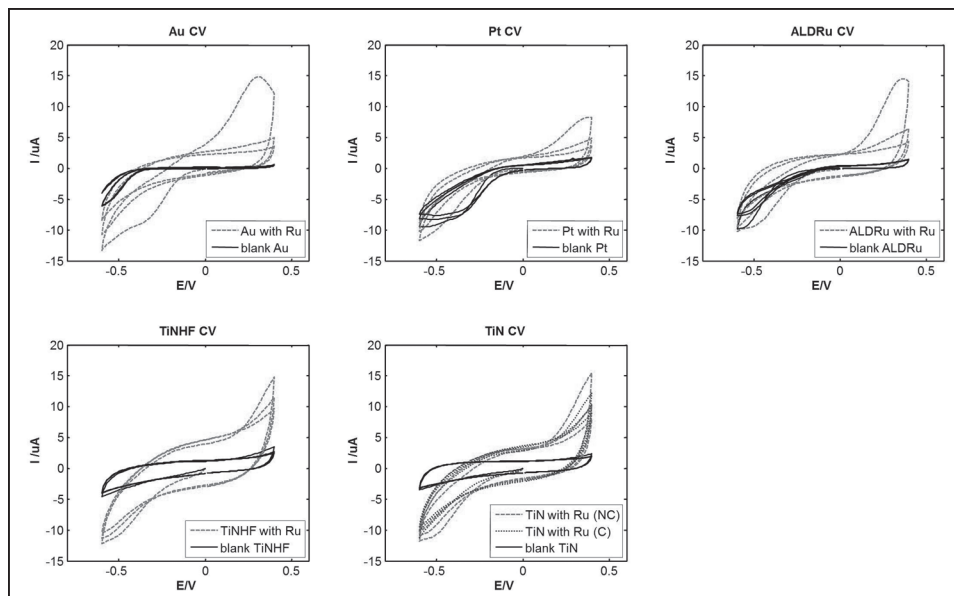 Au CV
20
15
10
5
0
-5
-10
-15
-0.5
0
0.5
I /uA
E/V
Au with Ru
blank Au
Pt CV
20
15
10
5
0
-5
-10
-15
-0.5
0
0.5
I /uA
E/V
Pt with Ru
blank Pt
ALDRu CV
20
15
10
5
0
-5
-10
-15
-0.5
0
0.5
I /uA
E/V
ALDRu with Ru
blank ALDRu
TiNHF CV
20
15
10
5
0
-5
-10
-15
-0.5
0
0.5
I /uA
E/V
TiNHF with Ru
blank TiNHF
TiN CV
20
15
10
5
0
-5
-10
-15
-0.5
0
0.5
I /uA
E/V
TiN with Ru (NC)
TiN with Ru (C)
blank TiN